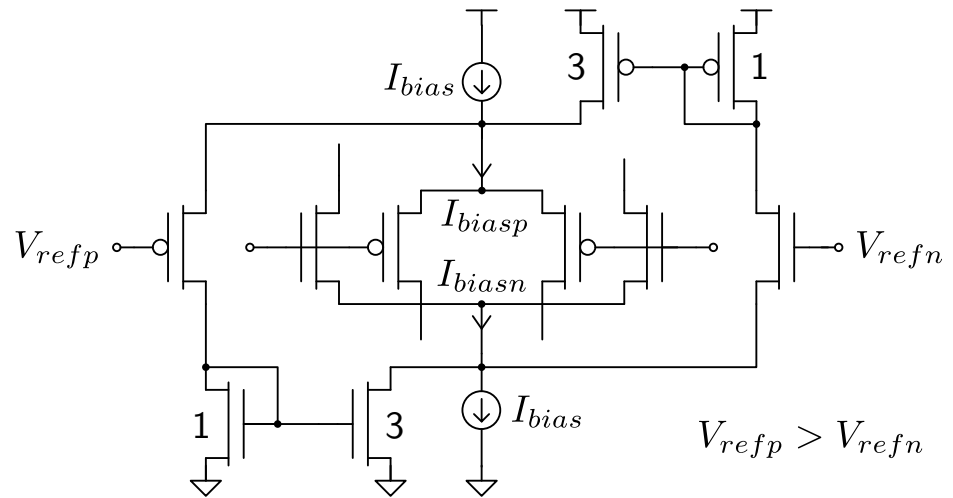 3
1
I_{bias}
V_{refp}
I_{biasp}
I_{biasn}
V_{refn}
1
3
I_{bias}
V_{refp} > V_{refn}